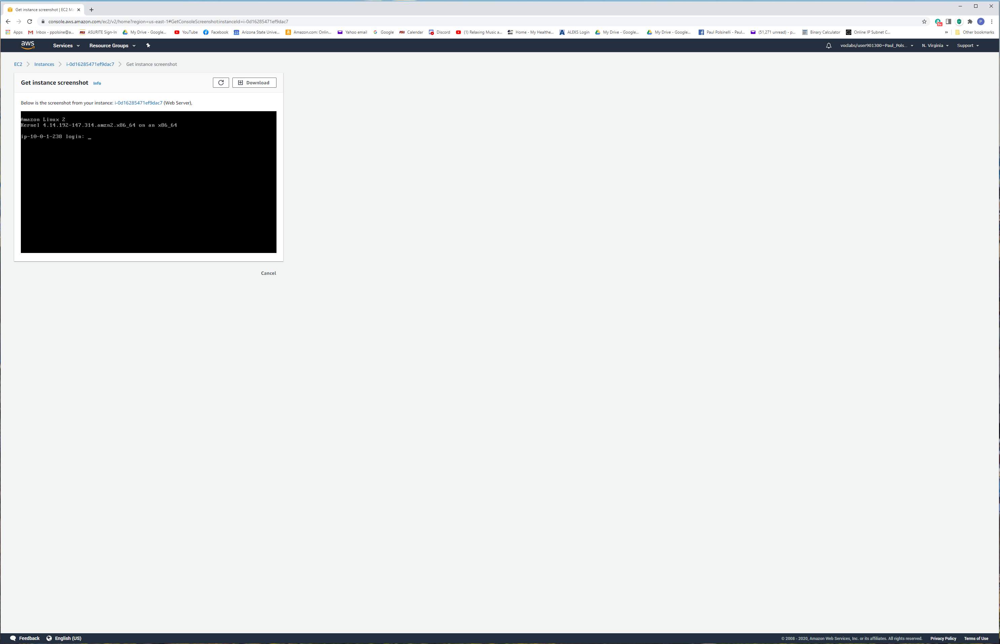 Get instance screenshot | EC2 Ma
console.aws.amazon.com/ec2/v2/home?region=us-east-1#GetConsoleScreenshot:instanceId=i-0d16285471ef9dac7
9+
P
Apps Inbox - ppolsine@a... ASU ASURITE Sign-In My Drive - Google... YouTube Facebook 22 Arizona State Unive... a Amazon.com: Onlin... Yahoo email G Google ASU Calendar Discord (1) Relaxing Music a... Home - My Healthe... A ALEKS Login My Drive - Google... My Drive - Google... Paul Polsinelli - Paul... (51,271 unread) - p... Binary Calculator Online IP Subnet C... » Other bookmarks
aws Services Resource Groups voclabs/user901300=Paul_Pols... N. Virginia Support
EC2 Instances i-0d16285471ef9dac7 Get instance screenshot
Get instance screenshot Info Download
Below is the screenshot from your instance: i-0d16285471ef9dac7 (Web Server),
Amazon Linux 2
Kernel 4.14.192-147.314.amzn2.x86_64 on an x86_64
ip-10-0-1-238 login: _
Cancel
Feedback English (US) © 2008 - 2020, Amazon Web Services, Inc. or its affiliates. All rights reserved. Privacy Policy Terms of Use